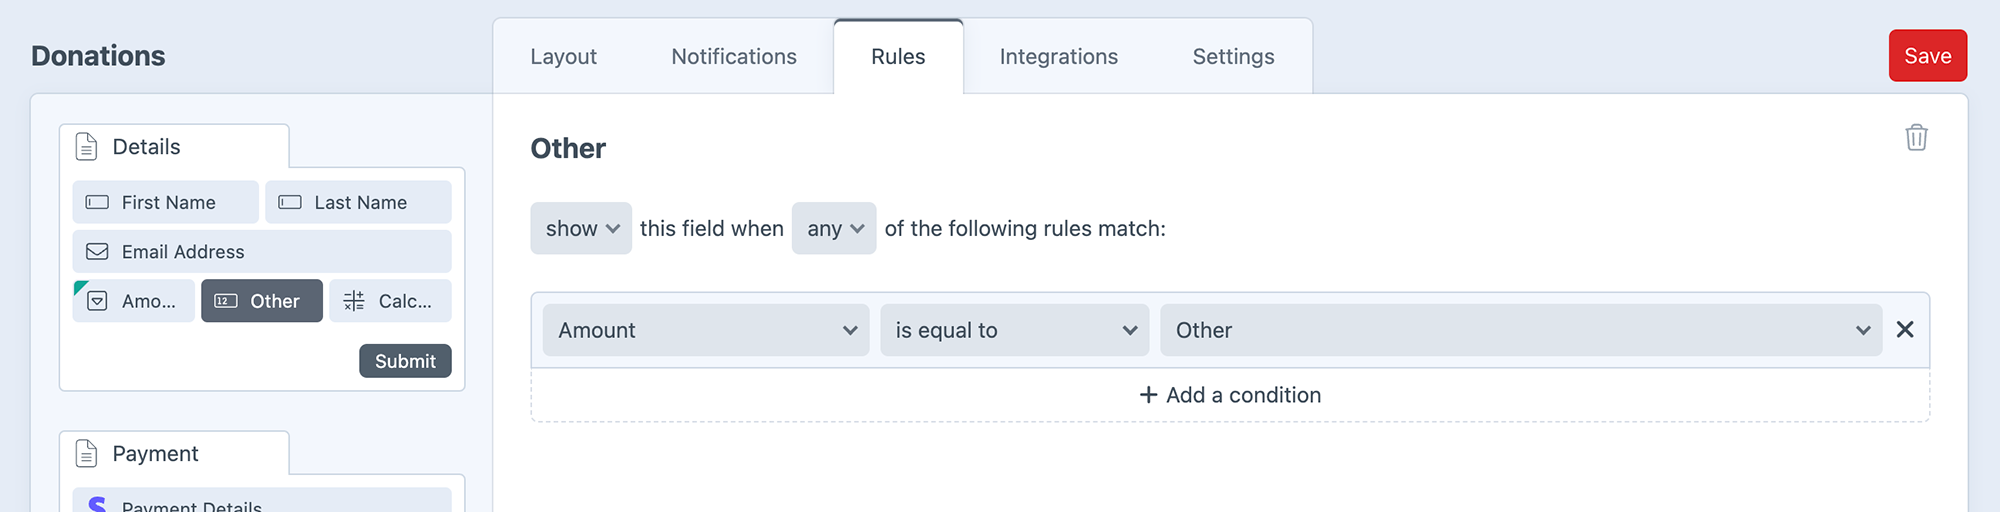 Donations
Layout
Notifications
Rules
Integrations
Settings
Save
Details
First Name
Last Name
Email Address
Amo...
12 Other
Calc...
Submit
Payment
Payment Details
Other
show this field when any of the following rules match:
Amount
is equal to
Other
Add a condition